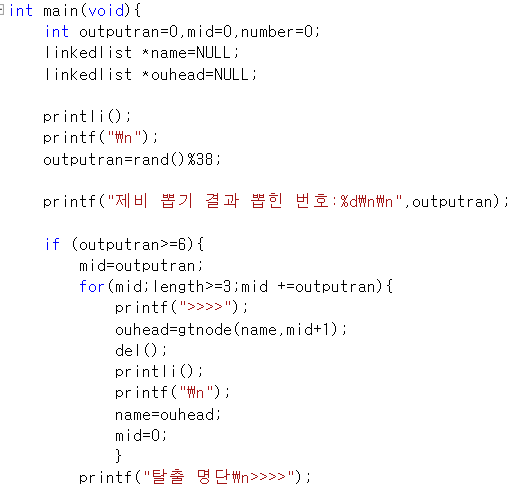 int main(void){
int outputran=0,mid=0,number=0;
linkedlist *name=NULL;
linkedlist *ouhead=NULL;
printli();
printf("₩n");
outputran=rand()%38;
printf("제비 뽑기 결과 뽑힌 번호:%d₩n₩n",outputran);
if (outputran>=6){
mid=outputran;
for(mid;length>=3;mid +=outputran){
printf(">>>>");
ouhead=gtnode(name,mid+1);
del();
printli();
printf("₩n");
name=ouhead;
mid=0;
}
printf("탈출 명단₩n>>>>");